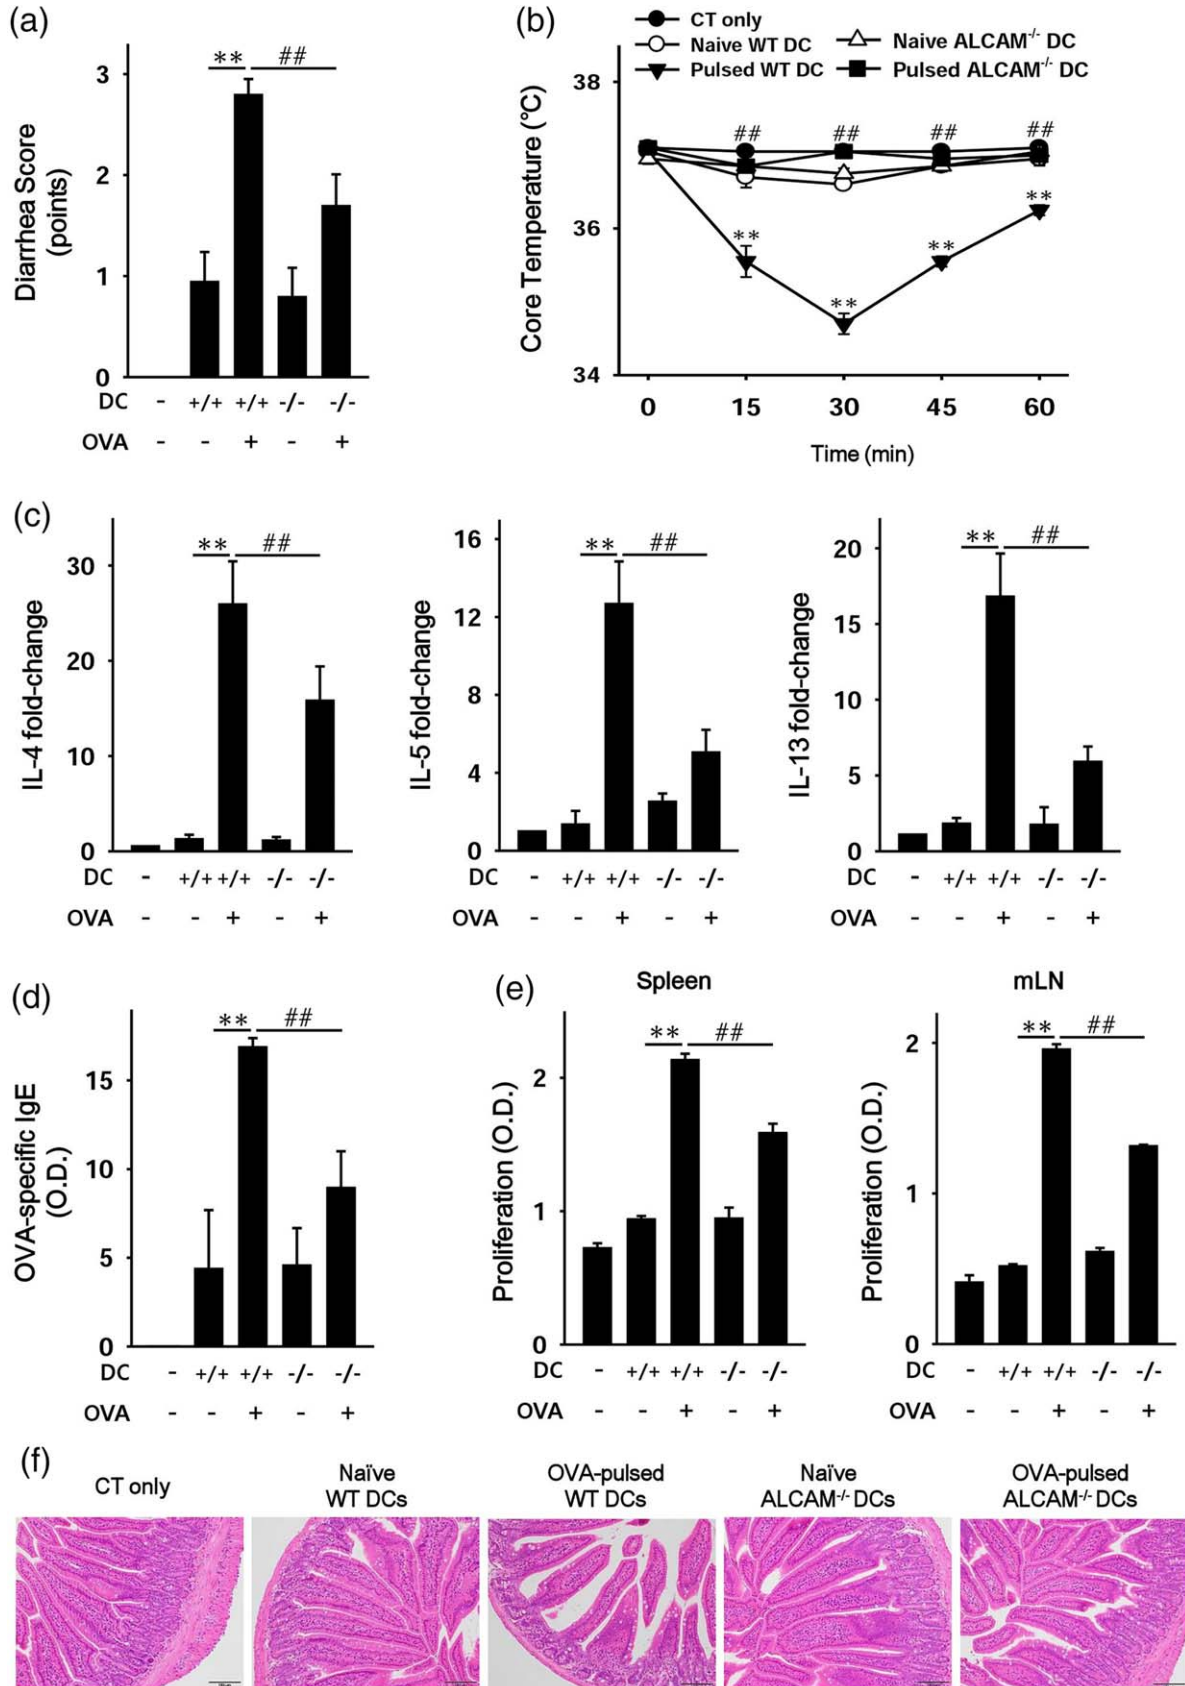 (a)
3
2
1
0
Diarrhea Score
(points)
** ##
DC - +/+ +/+ -/- -/-
OVA - - + - +
(b)
CT only
Naive WT DC
Pulsed WT DC
Naive ALCAM-/- DC
Pulsed ALCAM-/- DC
38
36
34
Core Temperature (°C)
## ## ## ##
** ** ** **
0 15 30 45 60
Time (min)
(c)
30
20
10
0
IL-4 fold-change
** ##
DC - +/+ +/+ -/- -/-
OVA - - + - +
16
12
8
4
0
IL-5 fold-change
** ##
DC - +/+ +/+ -/- -/-
OVA - - + - +
20
15
10
5
0
IL-13 fold-change
** ##
DC - +/+ +/+ -/- -/-
OVA - - + - +
(d)
15
10
5
0
OVA-specific IgE
(O.D.)
** ##
DC - +/+ +/+ -/- -/-
OVA - - + - +
(e)
Spleen
2
1
0
Proliferation (O.D.)
** ##
DC - +/+ +/+ -/- -/-
OVA - - + - +
mLN
2
1
0
Proliferation (O.D.)
** ##
DC - +/+ +/+ -/- -/-
OVA - - + - +
(f)
CT only
Naïve
WT DCs
OVA-pulsed
WT DCs
Naïve
ALCAM-/- DCs
OVA-pulsed
ALCAM-/- DCs